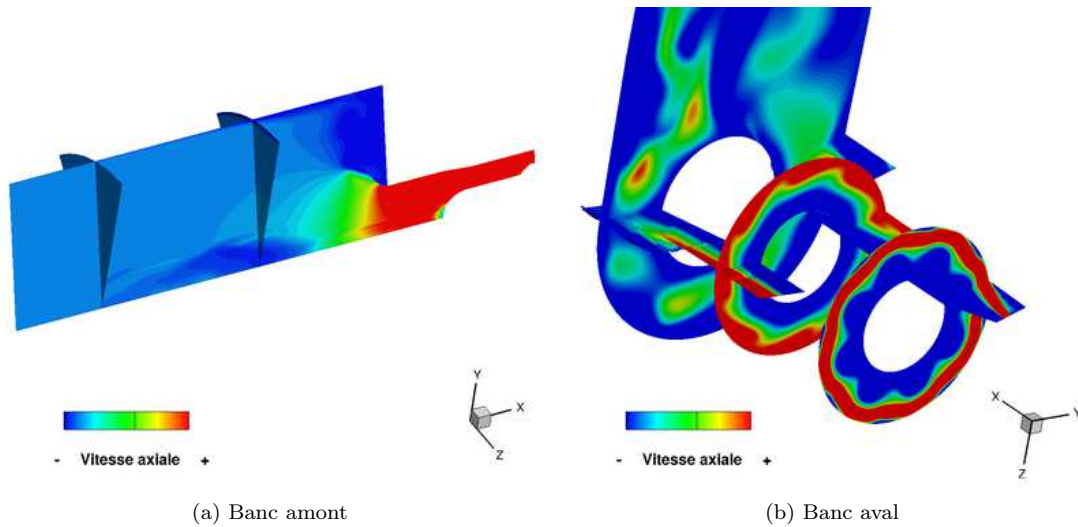 Y
X
Z
- Vitesse axiale +
X
Y
Z
- Vitesse axiale +
(a) Banc amont
(b) Banc aval